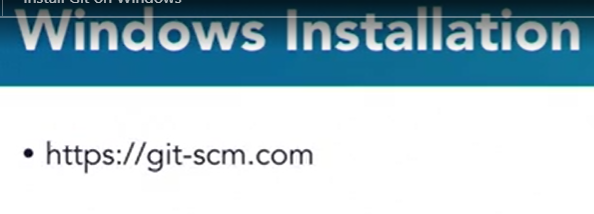 Install Git on Windows
Windows Installation
• https://git-scm.com